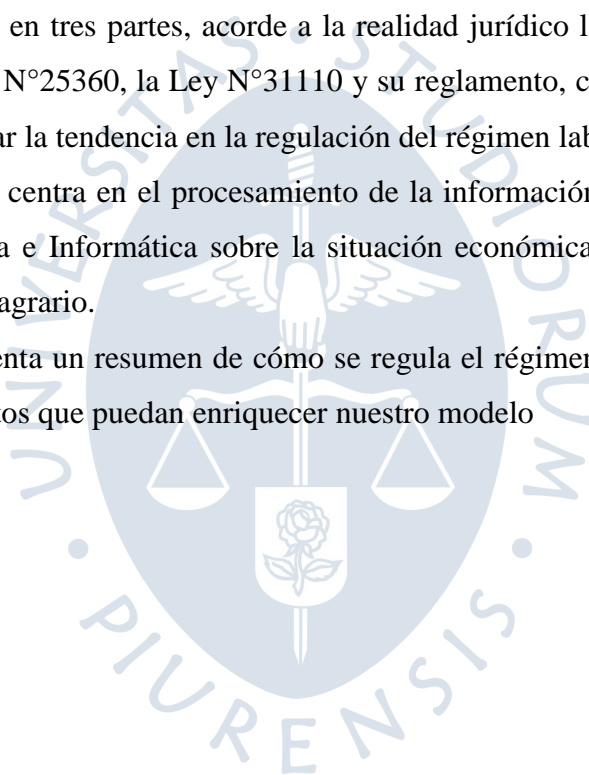 en tres partes, acorde a la realidad jurídico l
N°25360, la Ley N°31110 y su reglamento, c
ar la tendencia en la regulación del régimen lab
centra en el procesamiento de la información
a e Informática sobre la situación económica
agrario.
enta un resumen de cómo se regula el régimen
tos que puedan enriquecer nuestro modelo
UNIVERSITAS • STUDIORUM • PIURENSIS •